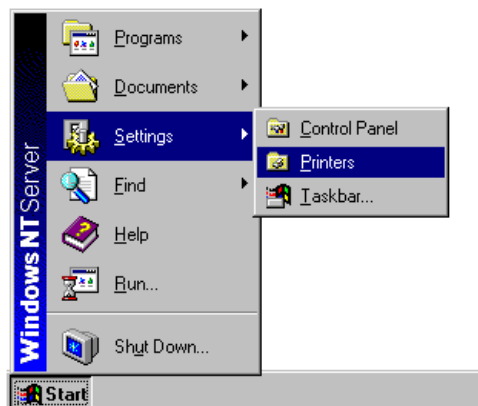 Windows NT Server
Programs
Documents
Settings
Find
Help
Run...
Shut Down...
Control Panel
Printers
Taskbar...
Start